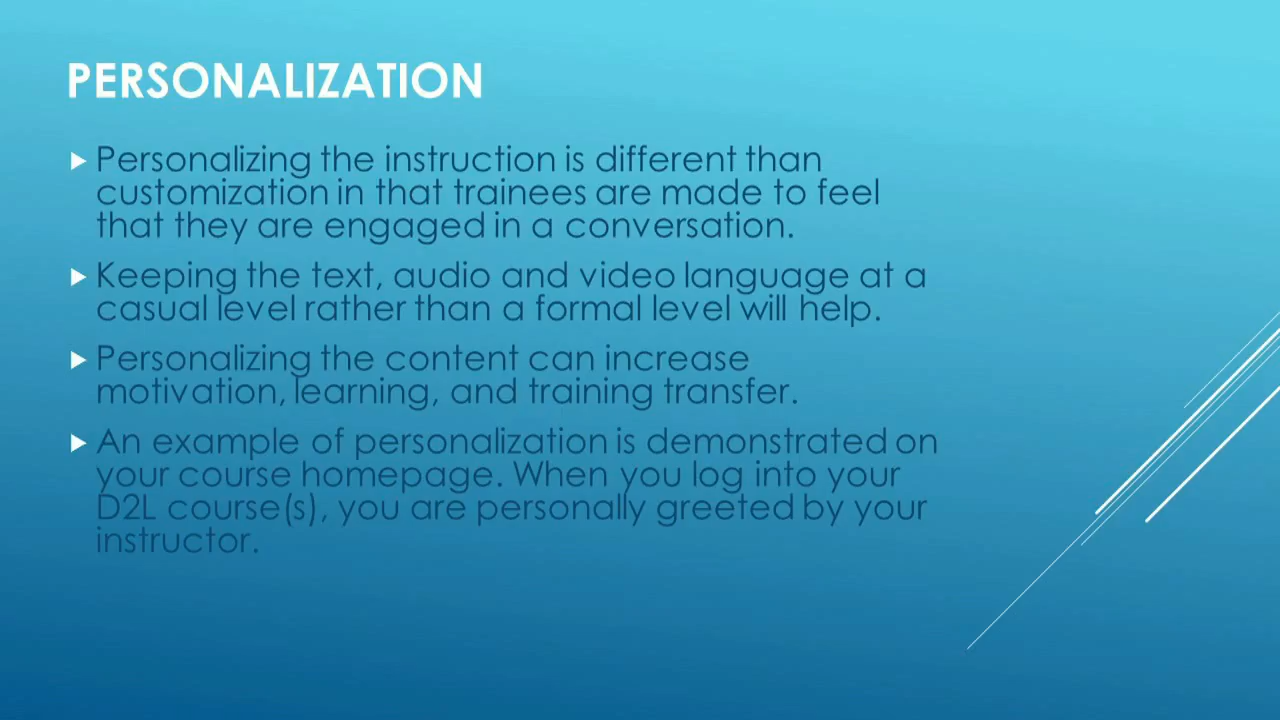 PERSONALIZATION
Personalizing the instruction is different than
customization in that trainees are made to feel
that they are engaged in a conversation.
Keeping the text, audio and video language at a
casual level rather than a formal level will help.
Personalizing the content can increase
motivation, learning, and training transfer.
An example of personalization is demonstrated on
your course homepage. When you log into your
D2L course(s), you are personally greeted by your
instructor.